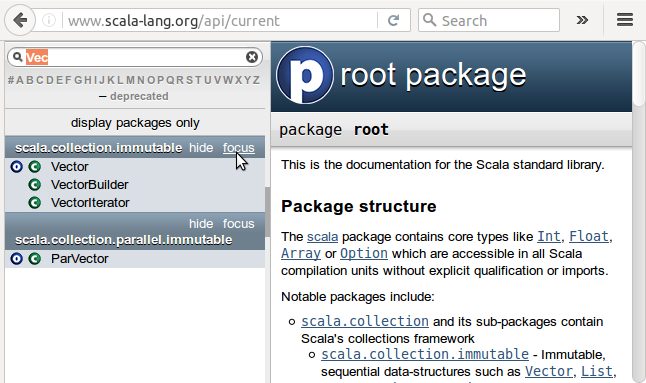 www.scala-lang.org/api/current
Search
Vec
# A B C D E F G H I J K L M N O P Q R S T U V W X Y Z
– deprecated
display packages only
scala.collection.immutable hide focus
Vector
VectorBuilder
VectorIterator
hide focus
scala.collection.parallel.immutable
ParVector
p root package
package root
This is the documentation for the Scala standard library.
Package structure
The scala package contains core types like Int, Float,
Array or Option which are accessible in all Scala
compilation units without explicit qualification or imports.
Notable packages include:
scala.collection and its sub-packages contain
Scala's collections framework
scala.collection.immutable - Immutable,
sequential data-structures such as Vector, List,